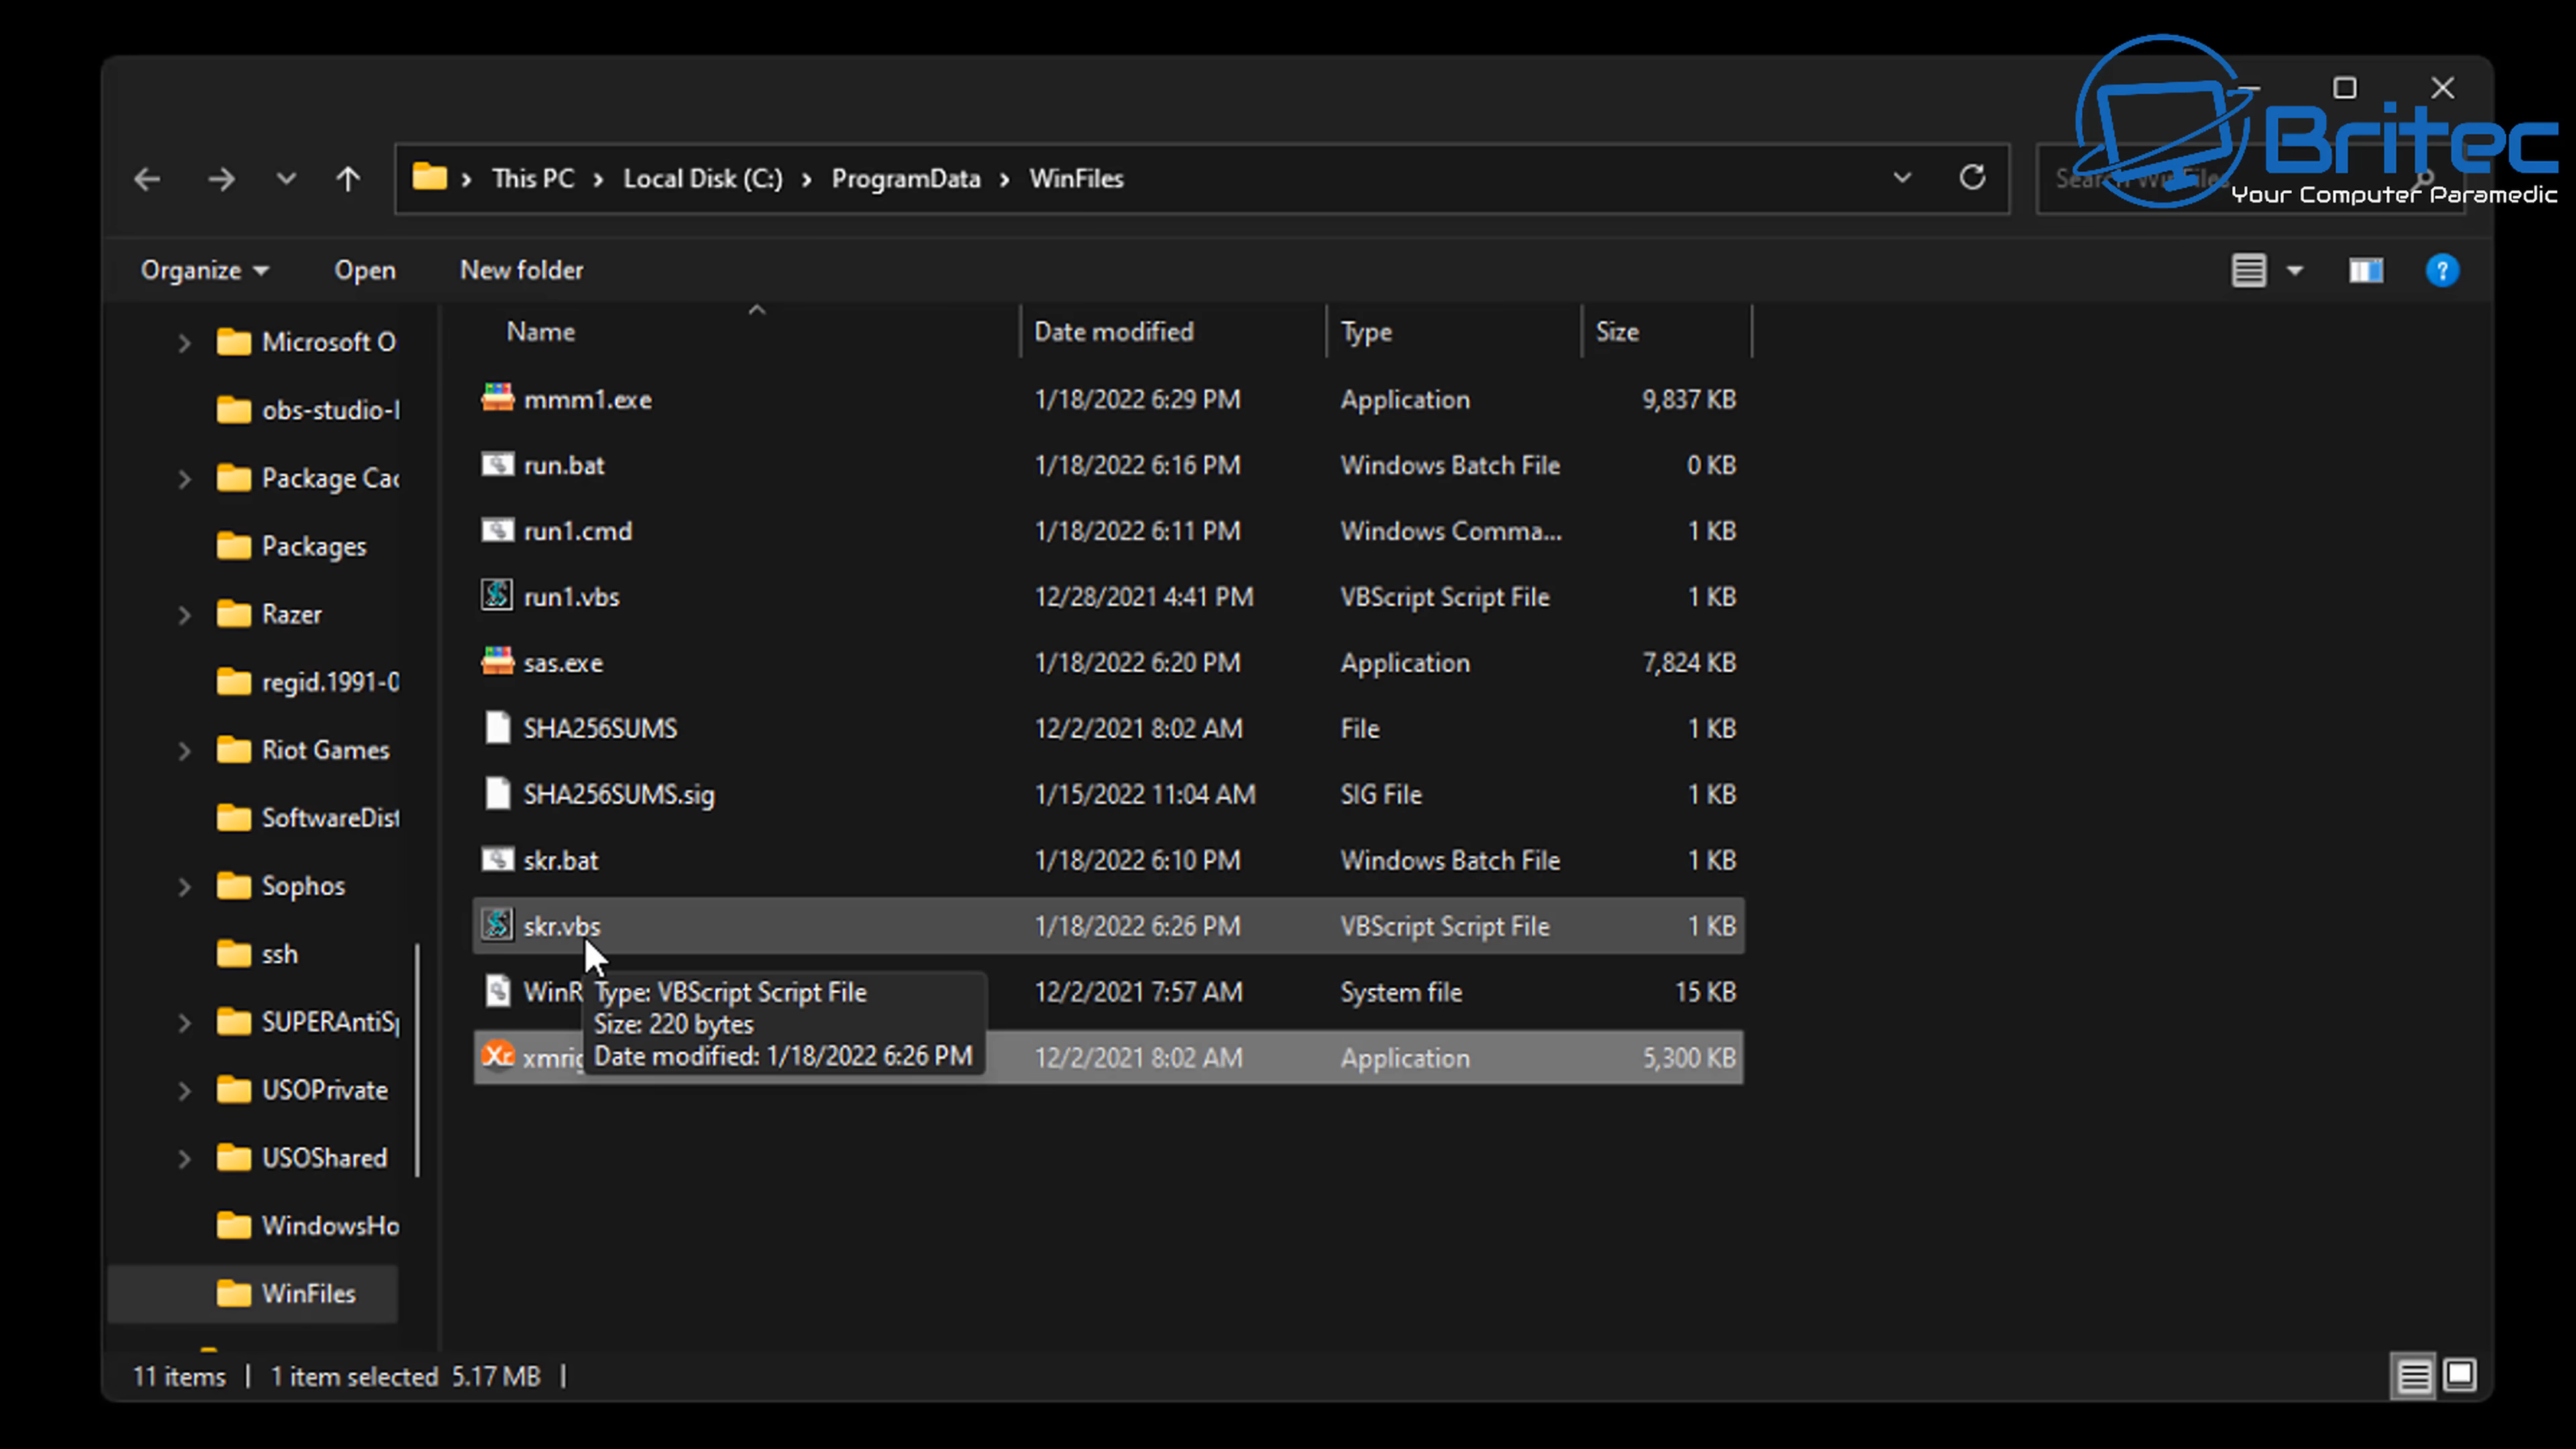 Britec
Your Computer Paramedic
This PC > Local Disk (C:) > ProgramData > WinFiles
Organize Open New folder
Name Date modified Type Size
Microsoft O
obs-studio-
Package Cac
Packages
Razer
regid.1991-0
Riot Games
SoftwareDist
Sophos
ssh
SUPERAntiSp
USOPrivate
USOShared
WindowsHo
WinFiles
mmm1.exe 1/18/2022 6:29 PM Application 9,837 KB
run.bat 1/18/2022 6:16 PM Windows Batch File 0 KB
run1.cmd 1/18/2022 6:11 PM Windows Comma... 1 KB
run1.vbs 12/28/2021 4:41 PM VBScript Script File 1 KB
sas.exe 1/18/2022 6:20 PM Application 7,824 KB
SHA256SUMS 12/2/2021 8:02 AM File 1 KB
SHA256SUMS.sig 1/15/2022 11:04 AM SIG File 1 KB
skr.bat 1/18/2022 6:10 PM Windows Batch File 1 KB
skr.vbs 1/18/2022 6:26 PM VBScript Script File 1 KB
WinR 12/2/2021 7:57 AM System file 15 KB
xmrig 12/2/2021 8:02 AM Application 5,300 KB
Type: VBScript Script File
Size: 220 bytes
Date modified: 1/18/2022 6:26 PM
11 items | 1 item selected 5.17 MB |